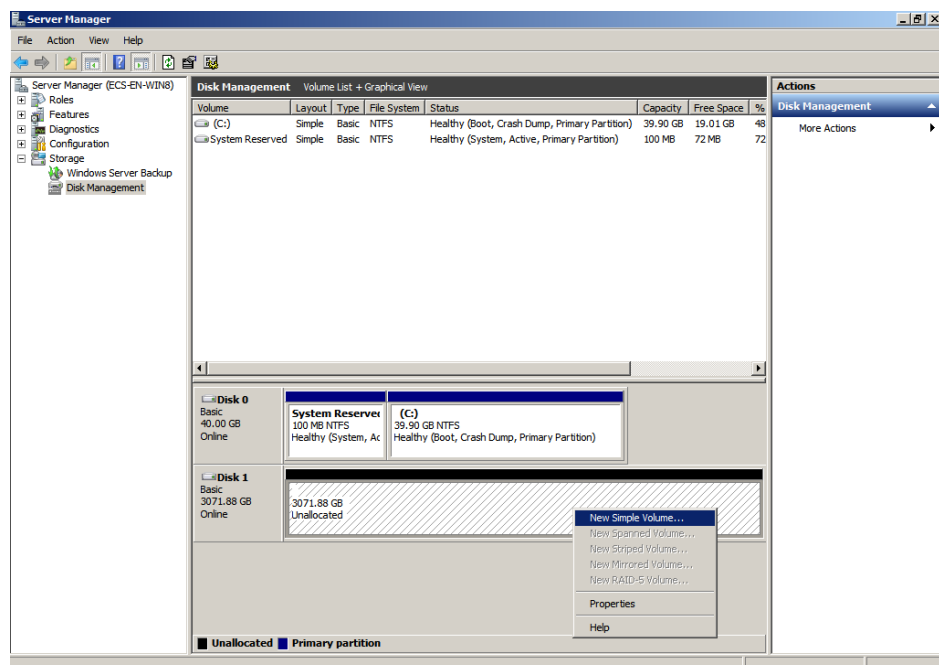 Server Manager
File Action View Help
Server Manager (ECS-EN-WIN8)
Roles
Features
Diagnostics
Configuration
Storage
Windows Server Backup
Disk Management
Disk Management Volume List + Graphical View
Volume Layout Type File System Status Capacity Free Space %
(C:) Simple Basic NTFS Healthy (Boot, Crash Dump, Primary Partition) 39.90 GB 19.01 GB 48
System Reserved Simple Basic NTFS Healthy (System, Active, Primary Partition) 100 MB 72 MB 72
Disk 0
Basic
40.00 GB
Online
System Reserved
100 MB NTFS
Healthy (System, Ac
(C:)
39.90 GB NTFS
Healthy (Boot, Crash Dump, Primary Partition)
Disk 1
Basic
3071.88 GB
Online
3071.88 GB
Unallocated
New Simple Volume...
New Spanned Volume...
New Striped Volume...
New Mirrored Volume...
New RAID-5 Volume...
Properties
Help
Unallocated Primary partition
Actions
Disk Management
More Actions